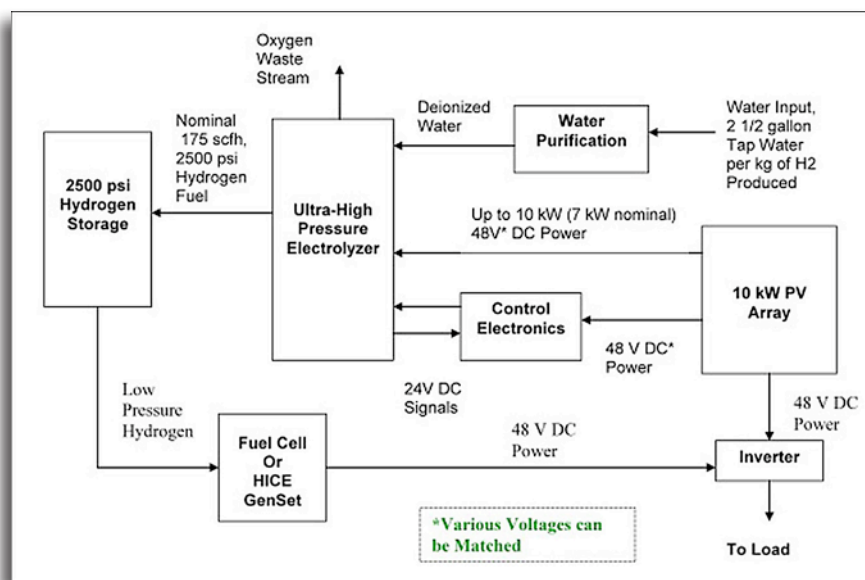 Oxygen
Waste
Stream
Nominal
175 scfh,
2500 psi
Hydrogen
Fuel
Deionized
Water
Water
Purification
Water Input,
2 1/2 gallon
Tap Water
per kg of H2
Produced
2500 psi
Hydrogen
Storage
Ultra-High
Pressure
Electrolyzer
Up to 10 kW (7 kW nominal)
48V* DC Power
10 kW PV
Array
Control
Electronics
48 V DC*
Power
24V DC
Signals
Low
Pressure
Hydrogen
48 V DC
Power
48 V DC
Power
Fuel Cell
Or
HICE
GenSet
Inverter
*Various Voltages can
be Matched
To Load